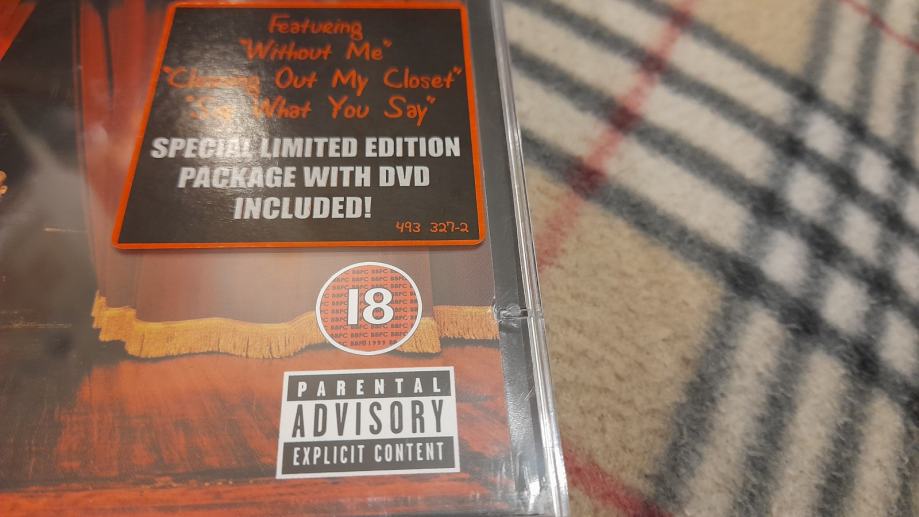 Featuring
"Without Me"
"Cleaning Out My Closet"
"Say What You Say"
SPECIAL LIMITED EDITION
PACKAGE WITH DVD
INCLUDED!
493 327-2
18
PARENTAL
ADVISORY
EXPLICIT CONTENT